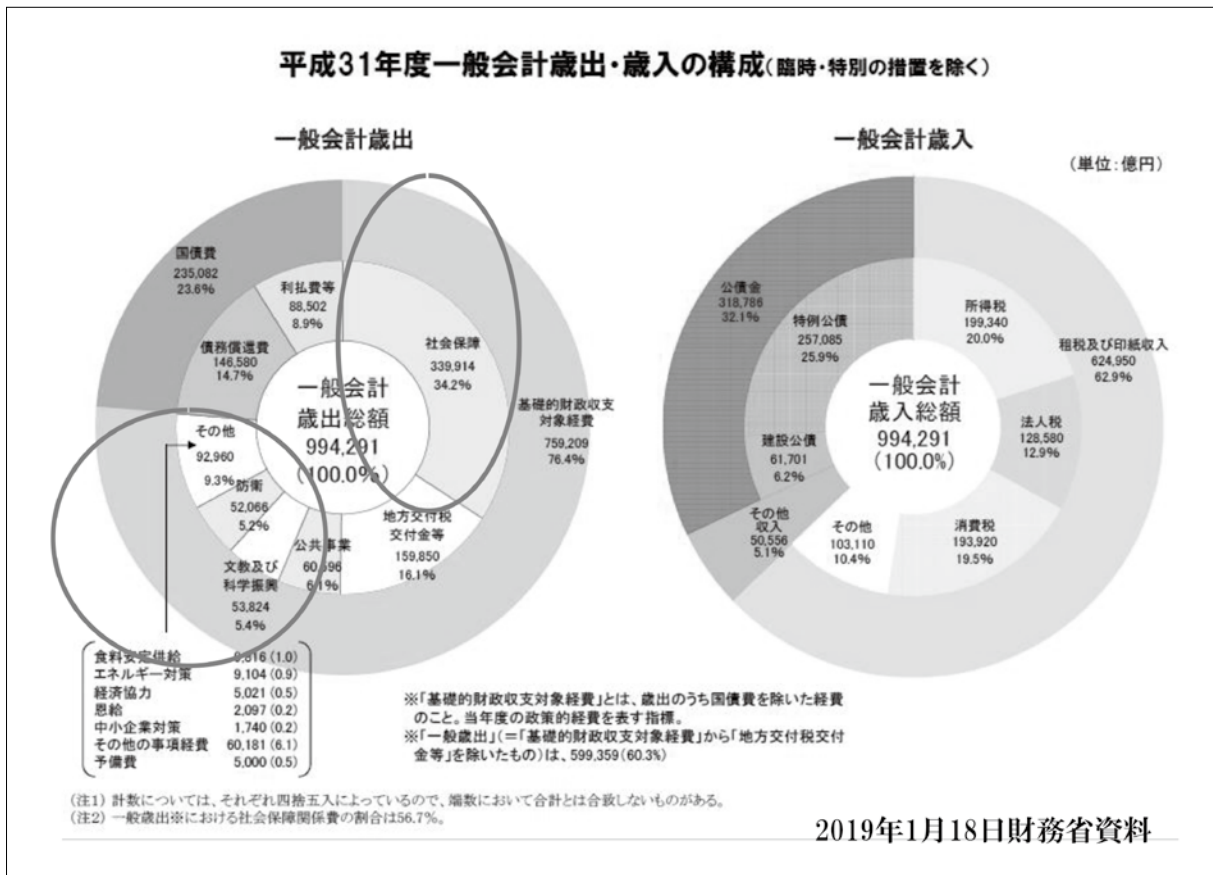 平成31年度一般会計歳出・歳入の構成(臨時・特別の措置を除く)
一般会計歳出
国債費
235,082
23.6%
利払費等
88,502
8.9%
債務償還費
146,580
14.7%
社会保障
339,914
34.2%
一般会計
歳出総額
994,291
(100.0%)
基礎的財政収支
対象経費
759,209
76.4%
その他
92,960
9.3%
防衛
52,066
5.2%
文教及び
科学振興
53,824
5.4%
公共事業
6.1%
地方交付税
交付金等
159,850
16.1%
食料安定供給 (1.0)
エネルギー対策 9,104 (0.9)
経済協力 5,021 (0.5)
恩給 2,097 (0.2)
中小企業対策 1,740 (0.2)
その他の事項経費 60,181 (6.1)
予備費 5,000 (0.5)
一般会計歳入
(単位:億円)
公債金
318,786
32.1%
特例公債
257,085
25.9%
建設公債
61,701
6.2%
所得税
199,340
20.0%
租税及び印紙収入
624,950
62.9%
一般会計
歳入総額
994,291
(100.0%)
法人税
128,580
12.9%
消費税
193,920
19.5%
その他
103,110
10.4%
その他
収入
50,556
5.1%
※「基礎的財政収支対象経費」とは、歳出のうち国債費を除いた経費
のこと。当年度の政策的経費を表す指標。
※「一般歳出」(=「基礎的財政収支対象経費」から「地方交付税交付
金等」を除いたもの)は、599,359(60.3%)
(注1) 計数については、それぞれ四捨五入によっているので、端数において合計とは合致しないものがある。
(注2) 一般歳出※における社会保障関係費の割合は56.7%。
2019年1月18日財務省資料